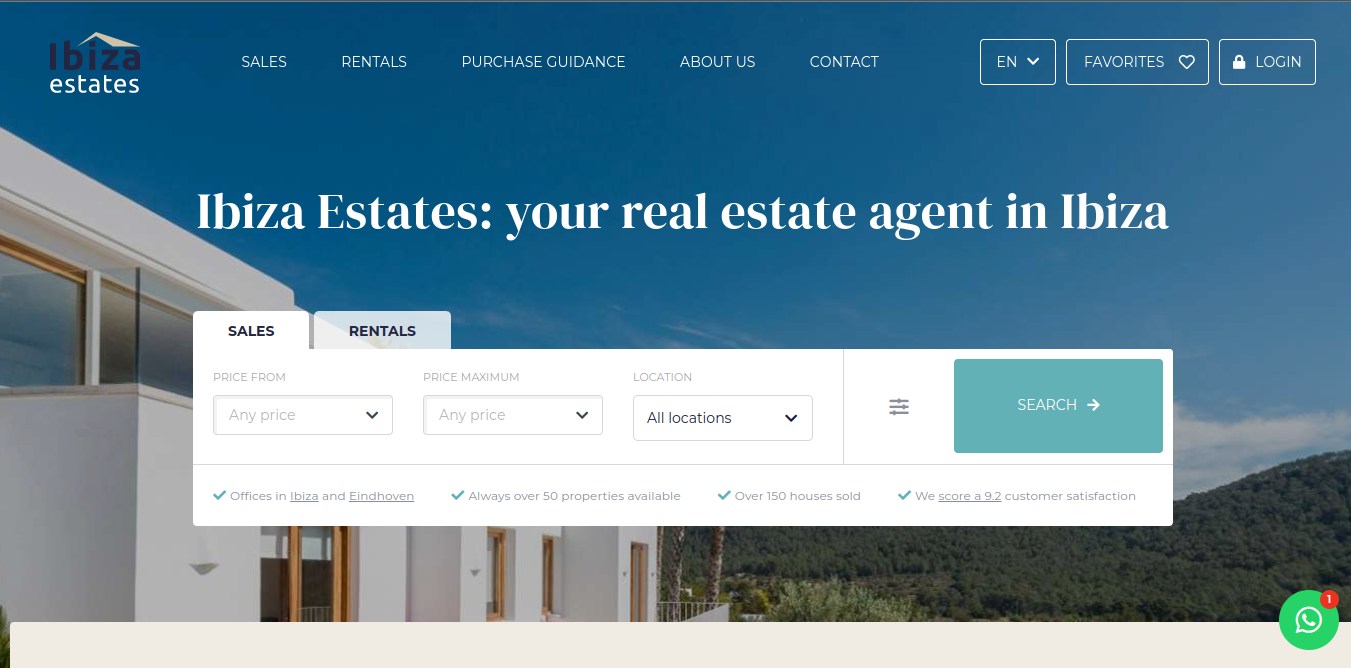 Ibiza
estates
SALES RENTALS PURCHASE GUIDANCE ABOUT US CONTACT EN FAVORITES LOGIN
Ibiza Estates: your real estate agent in Ibiza
SALES RENTALS
PRICE FROM PRICE MAXIMUM LOCATION
Any price Any price All locations SEARCH
Offices in Ibiza and Eindhoven Always over 50 properties available Over 150 houses sold We score a 9.2 customer satisfaction
1